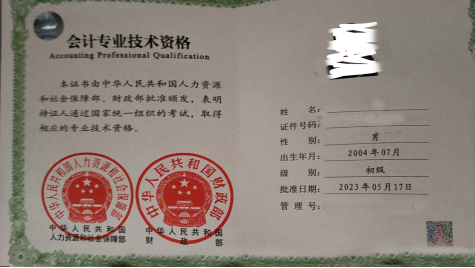 会计专业技术资格
Accounting Professional Qualification
本证书由中华人民共和国人力资源
和社会保障部、财政部批准颁发，表明
持证人通过国家统一组织的考试，取得
相应的专业技术资格。
中华人民共和国人力资源和社会保障部
中华人民共和国财政部
中华人民共和国
人力资源和社会保障部
中华人民共和国
财政部
姓名：
证件号码：
性别：男
出生年月：2004年07月
级别：初级
批准日期：2023年05月17日
管理号：